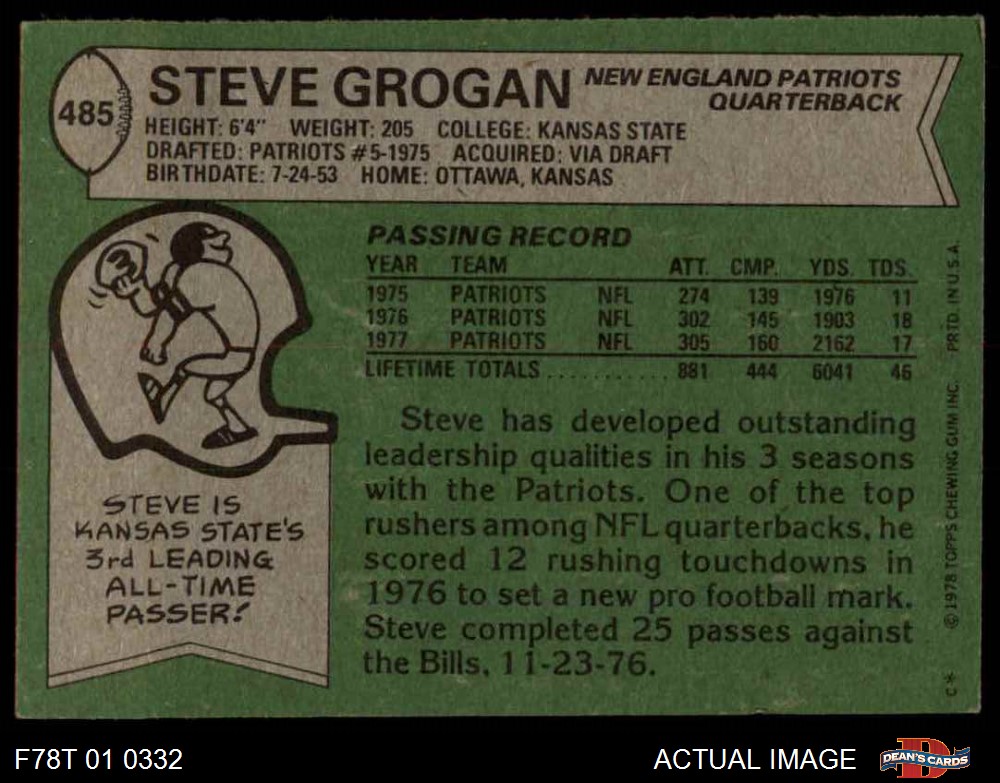 485
STEVE GROGAN
NEW ENGLAND PATRIOTS
QUARTERBACK
HEIGHT: 6'4" WEIGHT: 205 COLLEGE: KANSAS STATE
DRAFTED: PATRIOTS #5-1975 ACQUIRED: VIA DRAFT
BIRTHDATE: 7-24-53 HOME: OTTAWA, KANSAS
3
STEVE IS
KANSAS STATE'S
3rd LEADING
ALL-TIME
PASSER!
PASSING RECORD
YEAR TEAM ATT. CMP. YDS. TDS.
1975 PATRIOTS NFL 274 139 1976 11
1976 PATRIOTS NFL 302 145 1903 18
1977 PATRIOTS NFL 305 160 2162 17
LIFETIME TOTALS ............ 881 444 6041 46
Steve has developed outstanding
leadership qualities in his 3 seasons
with the Patriots. One of the top
rushers among NFL quarterbacks, he
scored 12 rushing touchdowns in
1976 to set a new pro football mark.
Steve completed 25 passes against
the Bills, 11-23-76.
C* ©1978 TOPPS CHEWING GUM INC. PRTD. IN U.S.A.
F78T 01 0332
ACTUAL IMAGE
D
DEAN'S CARDS